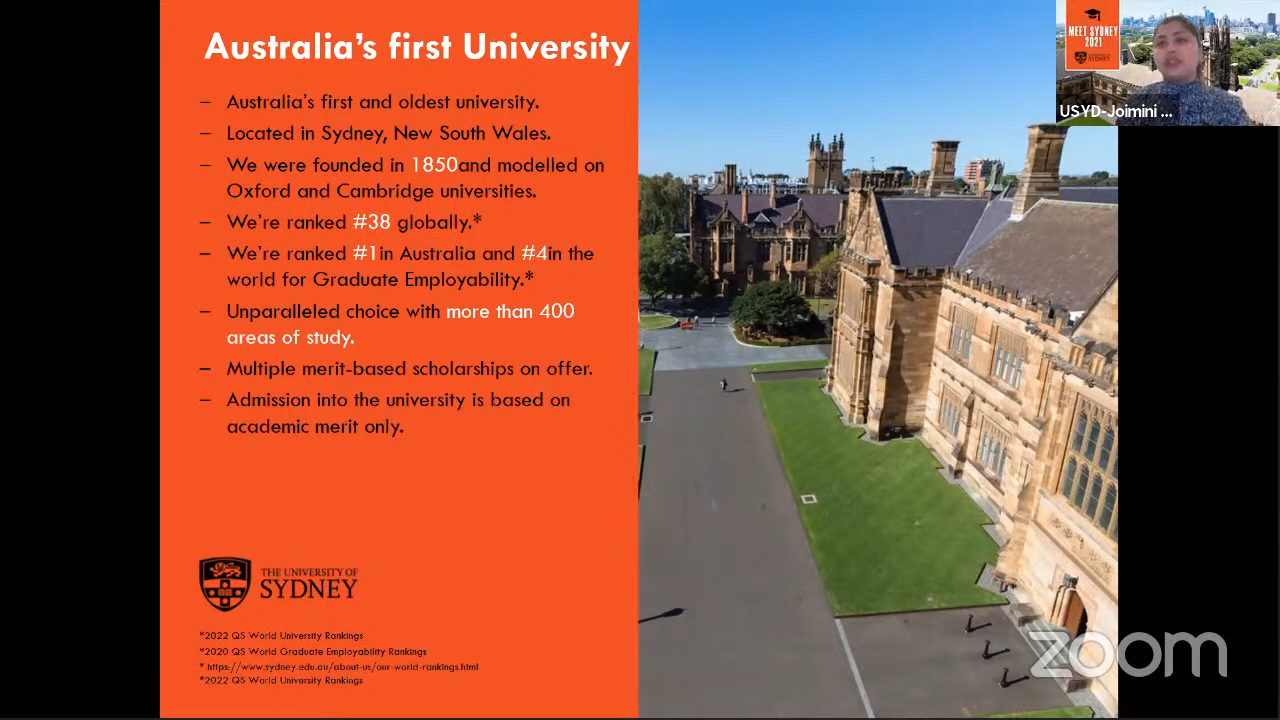 Australia's first University
– Australia's first and oldest university.
– Located in Sydney, New South Wales.
– We were founded in 1850and modelled on
Oxford and Cambridge universities.
– We're ranked #38 globally.*
– We're ranked #1in Australia and #4in the
world for Graduate Employability.*
– Unparalleled choice with more than 400
areas of study.
– Multiple merit-based scholarships on offer.
– Admission into the university is based on
academic merit only.
THE UNIVERSITY OF
SYDNEY
*2022 QS World University Rankings
*2020 QS World Graduate Employability Rankings
* https://www.sydney.edu.au/about-us/our-world-rankings.html
*2022 QS World University Rankings
MEET SYDNEY
2021
SYDNEY
USYD-Joimini ...
zoom